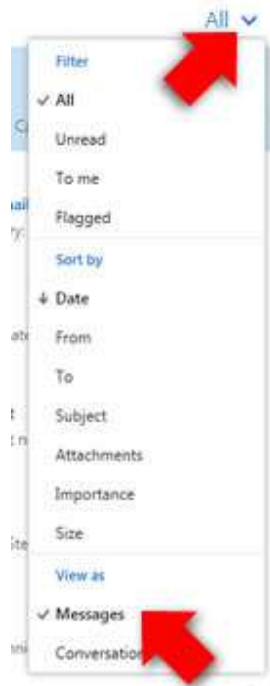 All
Filter
All
Unread
To me
Flagged
Sort by
Date
From
To
Subject
Attachments
Importance
Size
View as
Messages